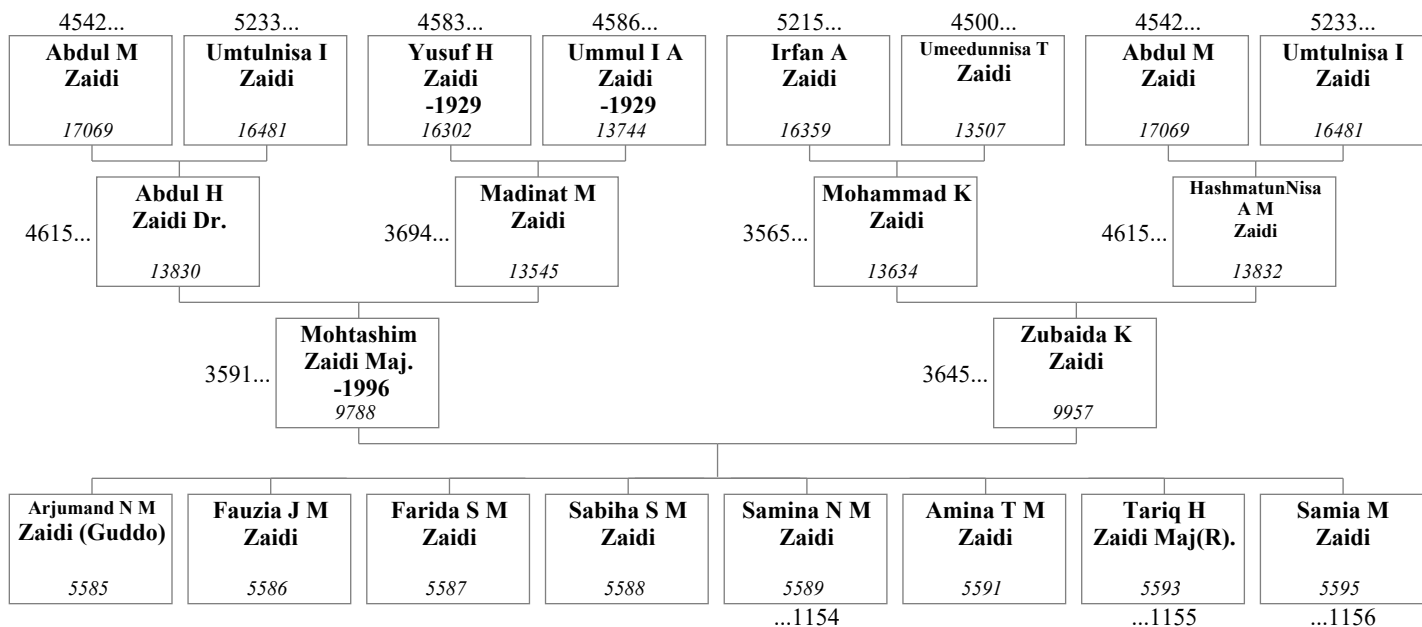 4542... 5233... 4583... 4586... 5215... 4500... 4542... 5233...
Abdul M
Zaidi
17069
Umtulnisa I
Zaidi
16481
Yusuf H
Zaidi
-1929
16302
Ummul I A
Zaidi
-1929
13744
Irfan A
Zaidi
16359
Umeedunnisa T
Zaidi
13507
Abdul M
Zaidi
17069
Umtulnisa I
Zaidi
16481
4615...
Abdul H
Zaidi Dr.
13830
3694...
Madinat M
Zaidi
13545
3565...
Mohammad K
Zaidi
13634
4615...
HashmatunNisa
A M
Zaidi
13832
3591...
Mohtashim
Zaidi Maj.
-1996
9788
3645...
Zubaida K
Zaidi
9957
Arjumand N M
Zaidi (Guddo)
5585
Fauzia J M
Zaidi
5586
Farida S M
Zaidi
5587
Sabiha S M
Zaidi
5588
Samina N M
Zaidi
5589
...1154
Amina T M
Zaidi
5591
Tariq H
Zaidi Maj(R).
5593
...1155
Samia M
Zaidi
5595
...1156